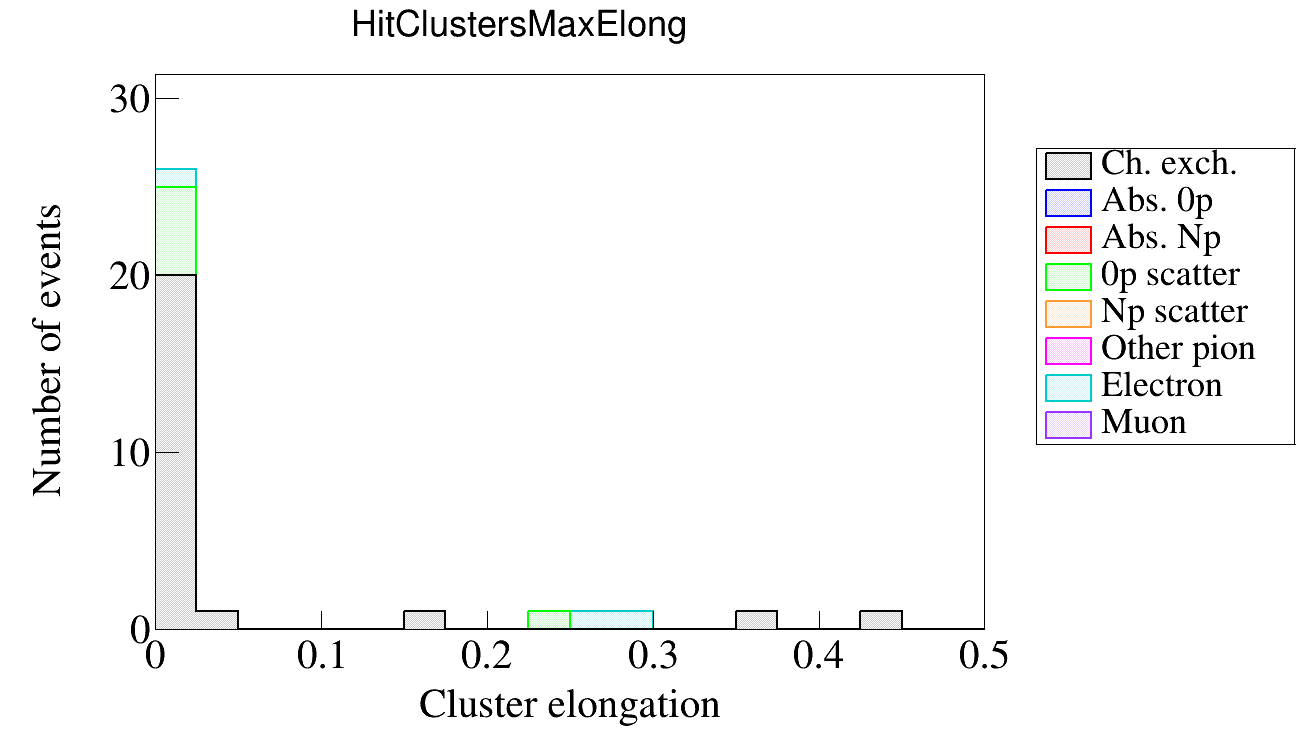 HitClustersMaxElong
30
20
10
0
Number of events
0
0.1
0.2
0.3
0.4
0.5
Cluster elongation
Ch. exch.
Abs. 0p
Abs. Np
0p scatter
Np scatter
Other pion
Electron
Muon